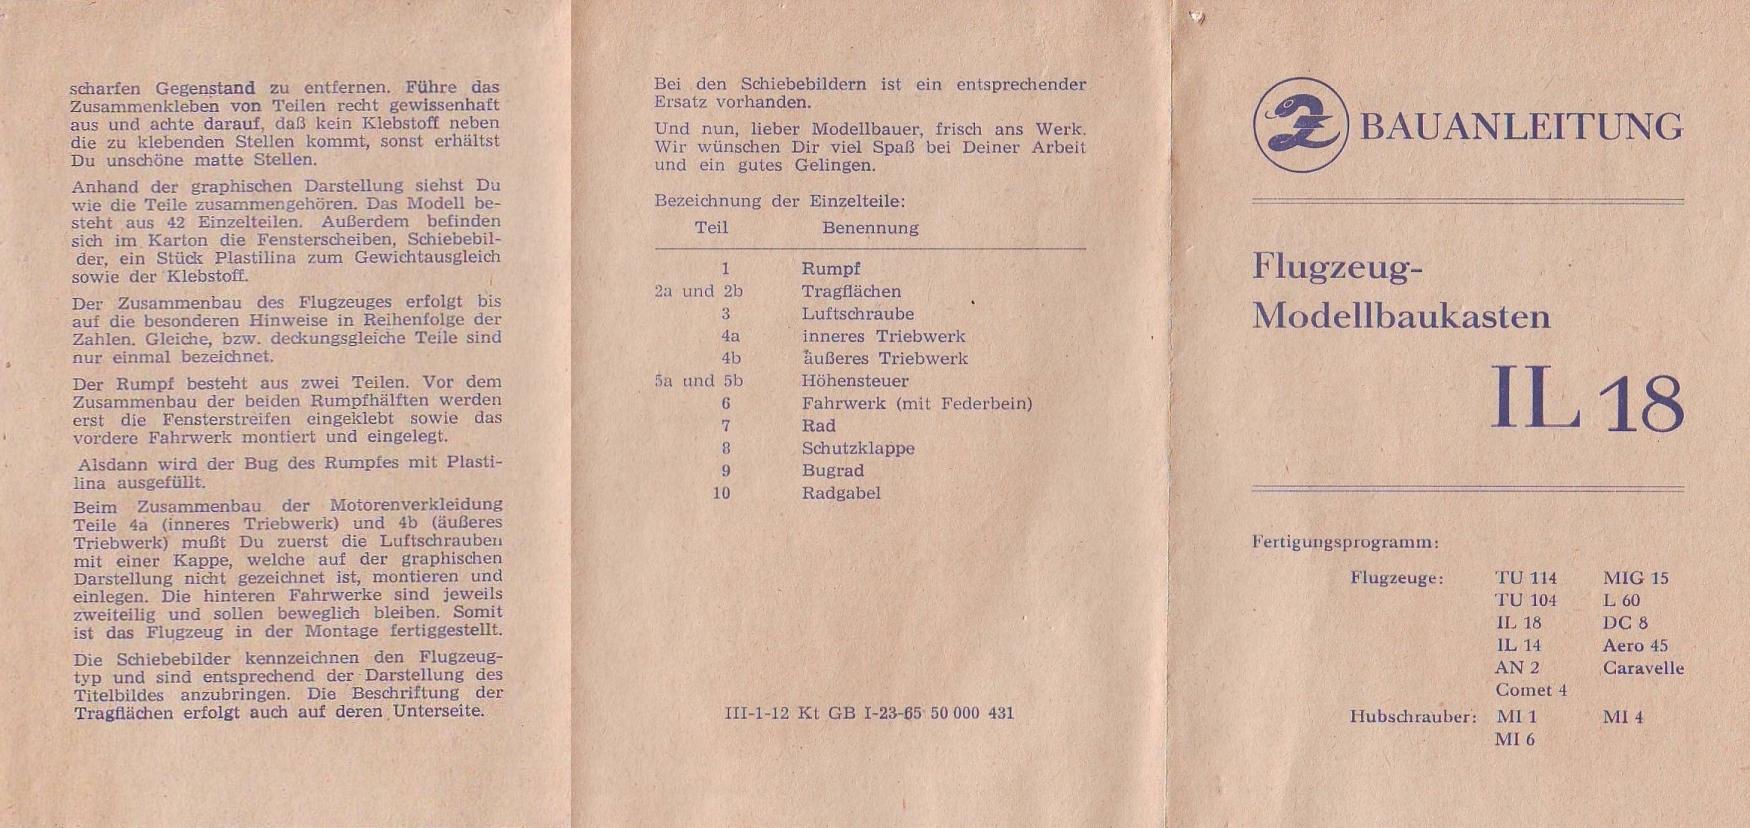 scharfen Gegenstand zu entfernen. Führe das
Zusammenkleben von Teilen recht gewissenhaft
aus und achte darauf, daß kein Klebstoff neben
die zu klebenden Stellen kommt, sonst erhältst
Du unschöne matte Stellen.
Anhand der graphischen Darstellung siehst Du
wie die Teile zusammengehören. Das Modell be-
steht aus 42 Einzelteilen. Außerdem befinden
sich im Karton die Fensterscheiben, Schiebebil-
der, ein Stück Plastilina zum Gewichtausgleich
sowie der Klebstoff.
Der Zusammenbau des Flugzeuges erfolgt bis
auf die besonderen Hinweise in Reihenfolge der
Zahlen. Gleiche, bzw. deckungsgleiche Teile sind
nur einmal bezeichnet.
Der Rumpf besteht aus zwei Teilen. Vor dem
Zusammenbau der beiden Rumpfhälften werden
erst die Fensterstreifen eingeklebt sowie das
vordere Fahrwerk montiert und eingelegt.
Alsdann wird der Bug des Rumpfes mit Plasti-
lina ausgefüllt.
Beim Zusammenbau der Motorenverkleidung
Teile 4a (inneres Triebwerk) und 4b (äußeres
Triebwerk) mußt Du zuerst die Luftschrauben
mit einer Kappe, welche auf der graphischen
Darstellung nicht gezeichnet ist, montieren und
einlegen. Die hinteren Fahrwerke sind jeweils
zweiteilig und sollen beweglich bleiben. Somit
ist das Flugzeug in der Montage fertiggestellt.
Die Schiebebilder kennzeichnen den Flugzeug-
typ und sind entsprechend der Darstellung des
Titelbildes anzubringen. Die Beschriftung der
Tragflächen erfolgt auch auf deren Unterseite.
Bei den Schiebebildern ist ein entsprechender
Ersatz vorhanden.
Und nun, lieber Modellbauer, frisch ans Werk.
Wir wünschen Dir viel Spaß bei Deiner Arbeit
und ein gutes Gelingen.
Bezeichnung der Einzelteile:
Teil Benennung
1 Rumpf
2a und 2b Tragflächen
3 Luftschraube
4a inneres Triebwerk
4b äußeres Triebwerk
5a und 5b Höhensteuer
6 Fahrwerk (mit Federbein)
7 Rad
8 Schutzklappe
9 Bugrad
10 Radgabel
III-1-12 Kt GB I-23-65 50 000 431
BAUANLEITUNG
Flugzeug-
Modellbaukasten
IL 18
Fertigungsprogramm:
Flugzeuge: TU 114 MIG 15
TU 104 L 60
IL 18 DC 8
IL 14 Aero 45
AN 2 Caravelle
Comet 4
Hubschrauber: MI 1 MI 4
MI 6